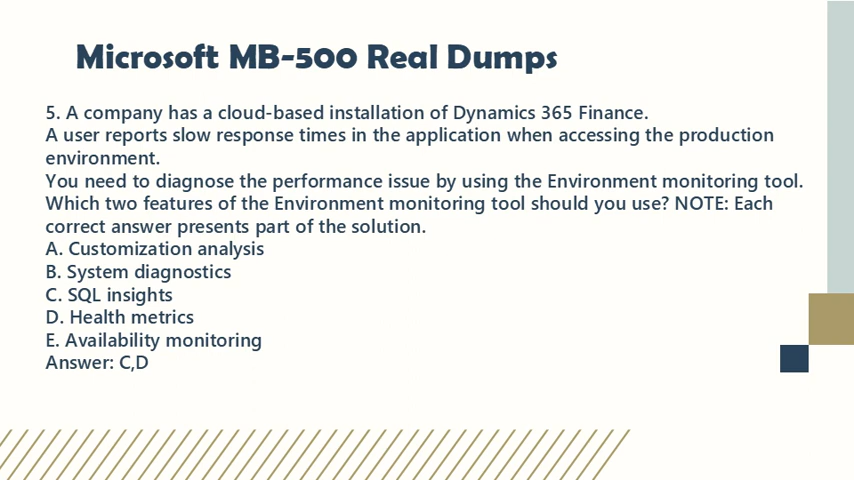 Microsoft MB-500 Real Dumps
5. A company has a cloud-based installation of Dynamics 365 Finance.
A user reports slow response times in the application when accessing the production
environment.
You need to diagnose the performance issue by using the Environment monitoring tool.
Which two features of the Environment monitoring tool should you use? NOTE: Each
correct answer presents part of the solution.
A. Customization analysis
B. System diagnostics
C. SQL insights
D. Health metrics
E. Availability monitoring
Answer: C,D